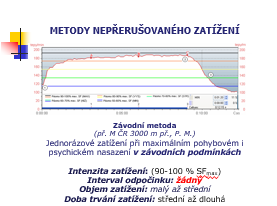 METODY NEPŘERUŠOVANÉHO ZATÍŽENÍ
Závodní metoda
(př. M ČR 3000 m př., P. M.)
Jednorázové zatížení při maximálním pohybovém i
psychickém nasazení v závodních podmínkách
Intenzita zatížení: (90-100 % SFmax)
Interval odpočinku: žádný
Objem zatížení: malý až střední
Doba trvání zatížení: střední až dlouhá